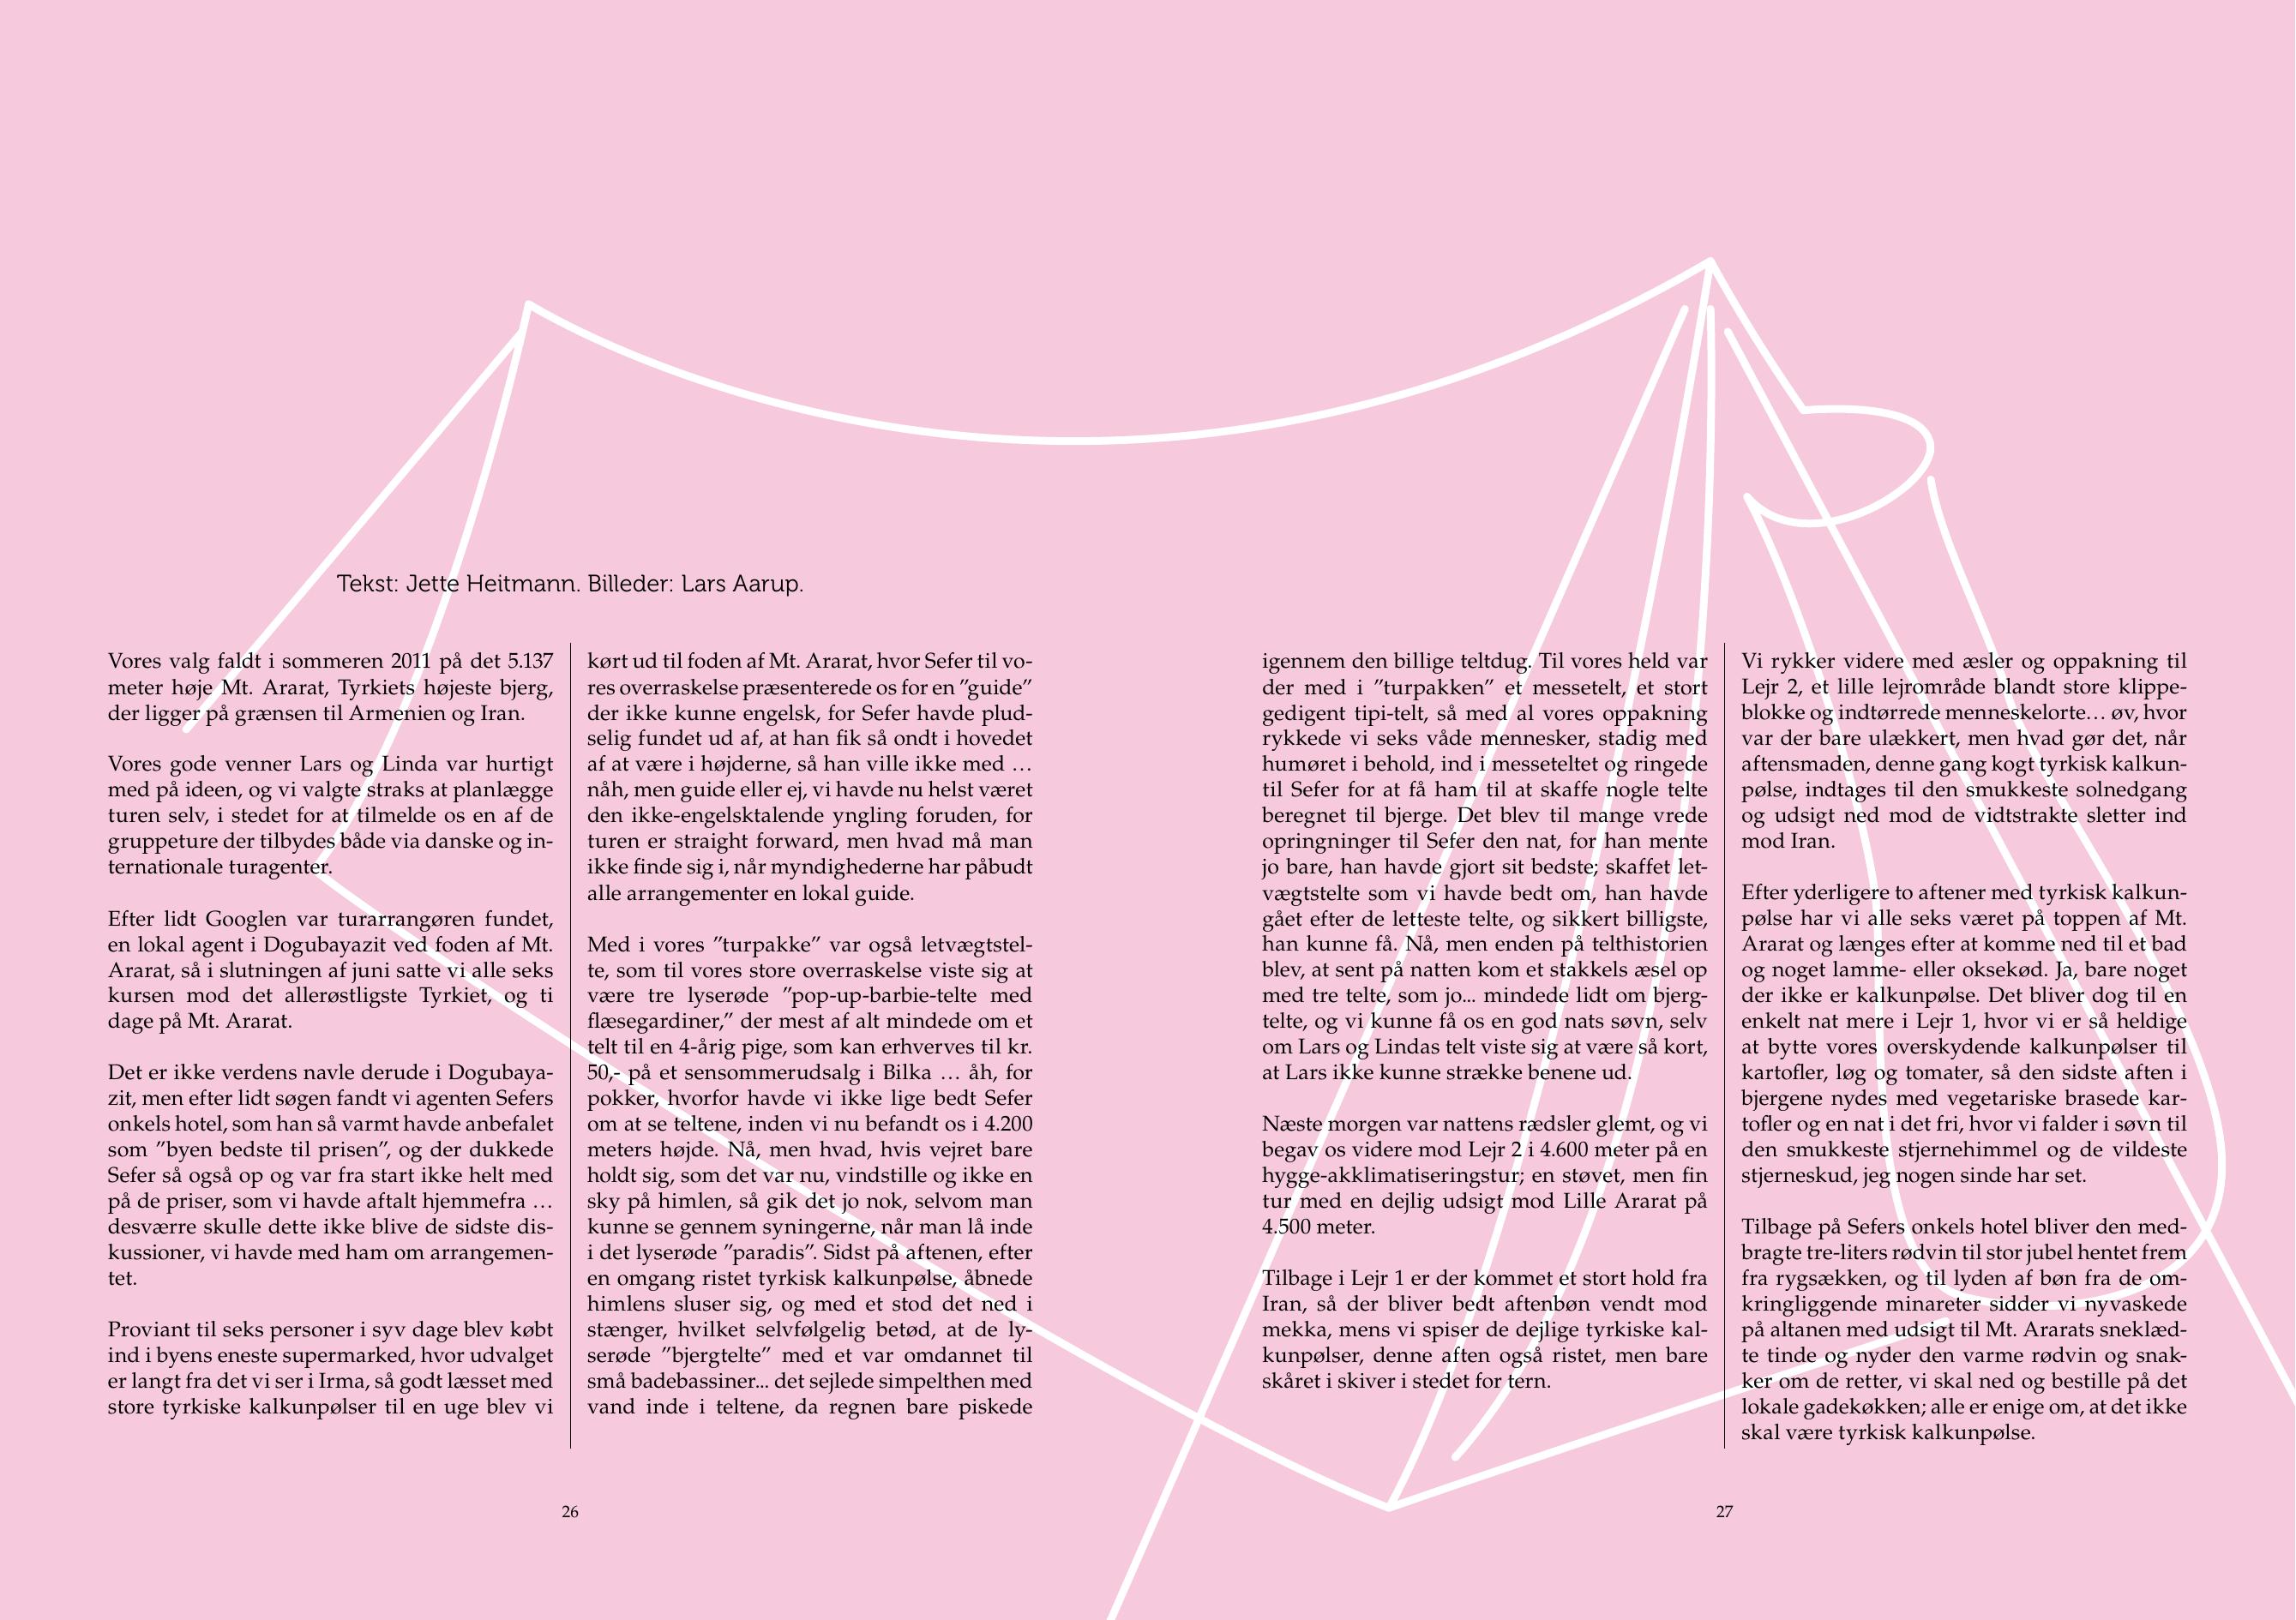 Tekst: Jette Heitmann. Billeder: Lars Aarup.
Vores valg faldt i sommeren 2011 på det 5.137
meter høje Mt. Ararat, Tyrkiets højeste bjerg,
der ligger på grænsen til Armenien og Iran.
Vores gode venner Lars og Linda var hurtigt
med på ideen, og vi valgte straks at planlægge
turen selv, i stedet for at tilmelde os en af de
gruppeture der tilbydes både via danske og in-
ternationale turagenter.
Efter lidt Googlen var turarrangøren fundet,
en lokal agent i Dogubayazit ved foden af Mt.
Ararat, så i slutningen af juni satte vi alle seks
kursen mod det allerøstligste Tyrkiet, og ti
dage på Mt. Ararat.
Det er ikke verdens navle derude i Dogubaya-
zit, men efter lidt søgen fandt vi agenten Sefers
onkels hotel, som han så varmt havde anbefalet
som ”byen bedste til prisen”, og der dukkede
Sefer så også op og var fra start ikke helt med
på de priser, som vi havde aftalt hjemmefra …
desværre skulle dette ikke blive de sidste dis-
kussioner, vi havde med ham om arrangemen-
tet.
Proviant til seks personer i syv dage blev købt
ind i byens eneste supermarked, hvor udvalget
er langt fra det vi ser i Irma, så godt læsset med
store tyrkiske kalkunpølser til en uge blev vi
kørt ud til foden af Mt. Ararat, hvor Sefer til vo-
res overraskelse præsenterede os for en ”guide”
der ikke kunne engelsk, for Sefer havde plud-
selig fundet ud af, at han fik så ondt i hovedet
af at være i højderne, så han ville ikke med …
nåh, men guide eller ej, vi havde nu helst været
den ikke-engelsktalende yngling foruden, for
turen er straight forward, men hvad må man
ikke finde sig i, når myndighederne har påbudt
alle arrangementer en lokal guide.
Med i vores ”turpakke” var også letvægtstel-
te, som til vores store overraskelse viste sig at
være tre lyserøde ”pop-up-barbie-telte med
flæsegardiner,” der mest af alt mindede om et
telt til en 4-årig pige, som kan erhverves til kr.
50,- på et sensommerudsalg i Bilka … åh, for
pokker, hvorfor havde vi ikke lige bedt Sefer
om at se teltene, inden vi nu befandt os i 4.200
meters højde. Nå, men hvad, hvis vejret bare
holdt sig, som det var nu, vindstille og ikke en
sky på himlen, så gik det jo nok, selvom man
kunne se gennem syningerne, når man lå inde
i det lyserøde ”paradis”. Sidst på aftenen, efter
en omgang ristet tyrkisk kalkunpølse, åbnede
himlens sluser sig, og med et stod det ned i
stænger, hvilket selvfølgelig betød, at de ly-
serøde ”bjergtelte” med et var omdannet til
små badebassiner... det sejlede simpelthen med
vand inde i teltene, da regnen bare piskede
26
igennem den billige teltdug. Til vores held var
der med i ”turpakken” et messetelt, et stort
gedigent tipi-telt, så med al vores oppakning
rykkede vi seks våde mennesker, stadig med
humøret i behold, ind i messeteltet og ringede
til Sefer for at få ham til at skaffe nogle telte
beregnet til bjerge. Det blev til mange vrede
opringninger til Sefer den nat, for han mente
jo bare, han havde gjort sit bedste; skaffet let-
vægtstelte som vi havde bedt om, han havde
gået efter de letteste telte, og sikkert billigste,
han kunne få. Nå, men enden på telthistorien
blev, at sent på natten kom et stakkels æsel op
med tre telte, som jo... mindede lidt om bjerg-
telte, og vi kunne få os en god nats søvn, selv
om Lars og Lindas telt viste sig at være så kort,
at Lars ikke kunne strække benene ud.
Næste morgen var nattens rædsler glemt, og vi
begav os videre mod Lejr 2 i 4.600 meter på en
hygge-akklimatiseringstur; en støvet, men fin
tur med en dejlig udsigt mod Lille Ararat på
4.500 meter.
Tilbage i Lejr 1 er der kommet et stort hold fra
Iran, så der bliver bedt aftenbøn vendt mod
mekka, mens vi spiser de dejlige tyrkiske kal-
kunpølser, denne aften også ristet, men bare
skåret i skiver i stedet for tern.
Vi rykker videre med æsler og oppakning til
Lejr 2, et lille lejrområde blandt store klippe-
blokke og indtørrede menneskelorte… øv, hvor
var der bare ulækkert, men hvad gør det, når
aftensmaden, denne gang kogt tyrkisk kalkun-
pølse, indtages til den smukkeste solnedgang
og udsigt ned mod de vidtstrakte sletter ind
mod Iran.
Efter yderligere to aftener med tyrkisk kalkun-
pølse har vi alle seks været på toppen af Mt.
Ararat og længes efter at komme ned til et bad
og noget lamme- eller oksekød. Ja, bare noget
der ikke er kalkunpølse. Det bliver dog til en
enkelt nat mere i Lejr 1, hvor vi er så heldige
at bytte vores overskydende kalkunpølser til
kartofler, løg og tomater, så den sidste aften i
bjergene nydes med vegetariske brasede kar-
tofler og en nat i det fri, hvor vi falder i søvn til
den smukkeste stjernehimmel og de vildeste
stjerneskud, jeg nogen sinde har set.
Tilbage på Sefers onkels hotel bliver den med-
bragte tre-liters rødvin til stor jubel hentet frem
fra rygsækken, og til lyden af bøn fra de om-
kringliggende minareter sidder vi nyvaskede
på altanen med udsigt til Mt. Ararats sneklæd-
te tinde og nyder den varme rødvin og snak-
ker om de retter, vi skal ned og bestille på det
lokale gadekøkken; alle er enige om, at det ikke
skal være tyrkisk kalkunpølse.
27